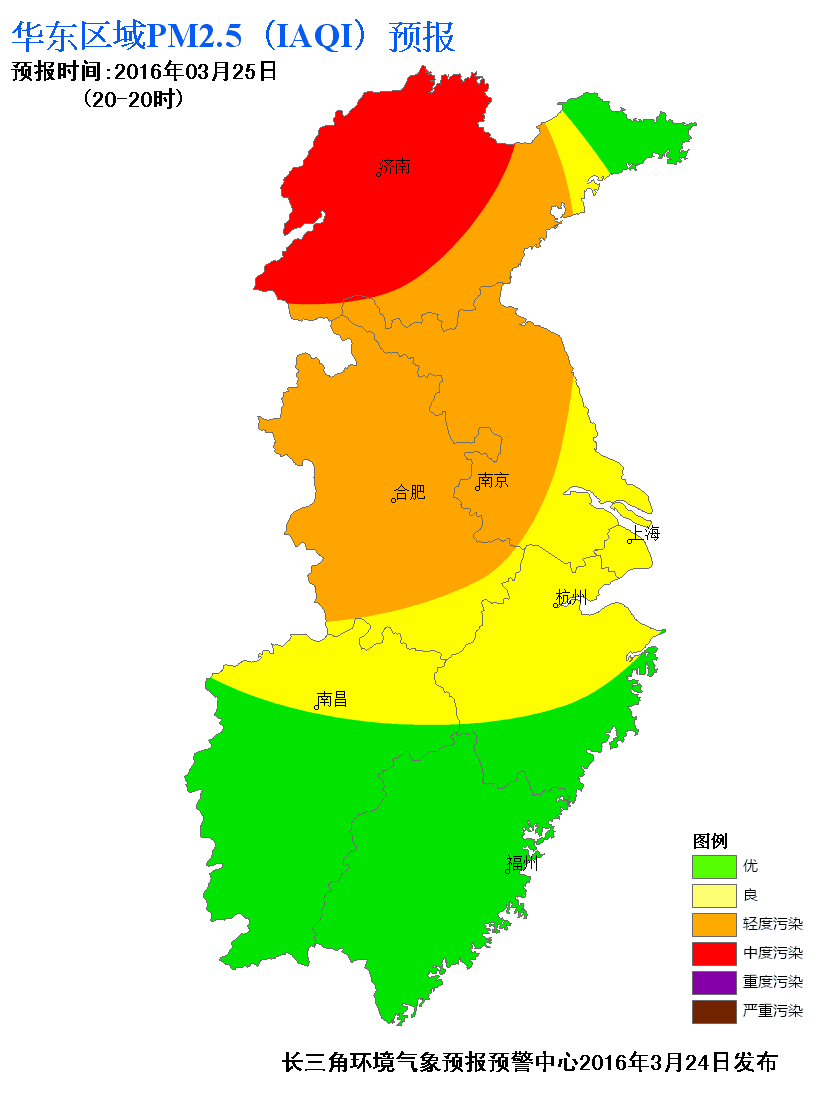 华东区域PM2.5（IAQI）预报
预报时间:2016年03月25日
(20-20时)
济南
合肥
南京
上海
杭州
南昌
福州
图例
优
良
轻度污染
中度污染
重度污染
严重污染
长三角环境气象预报预警中心2016年3月24日发布